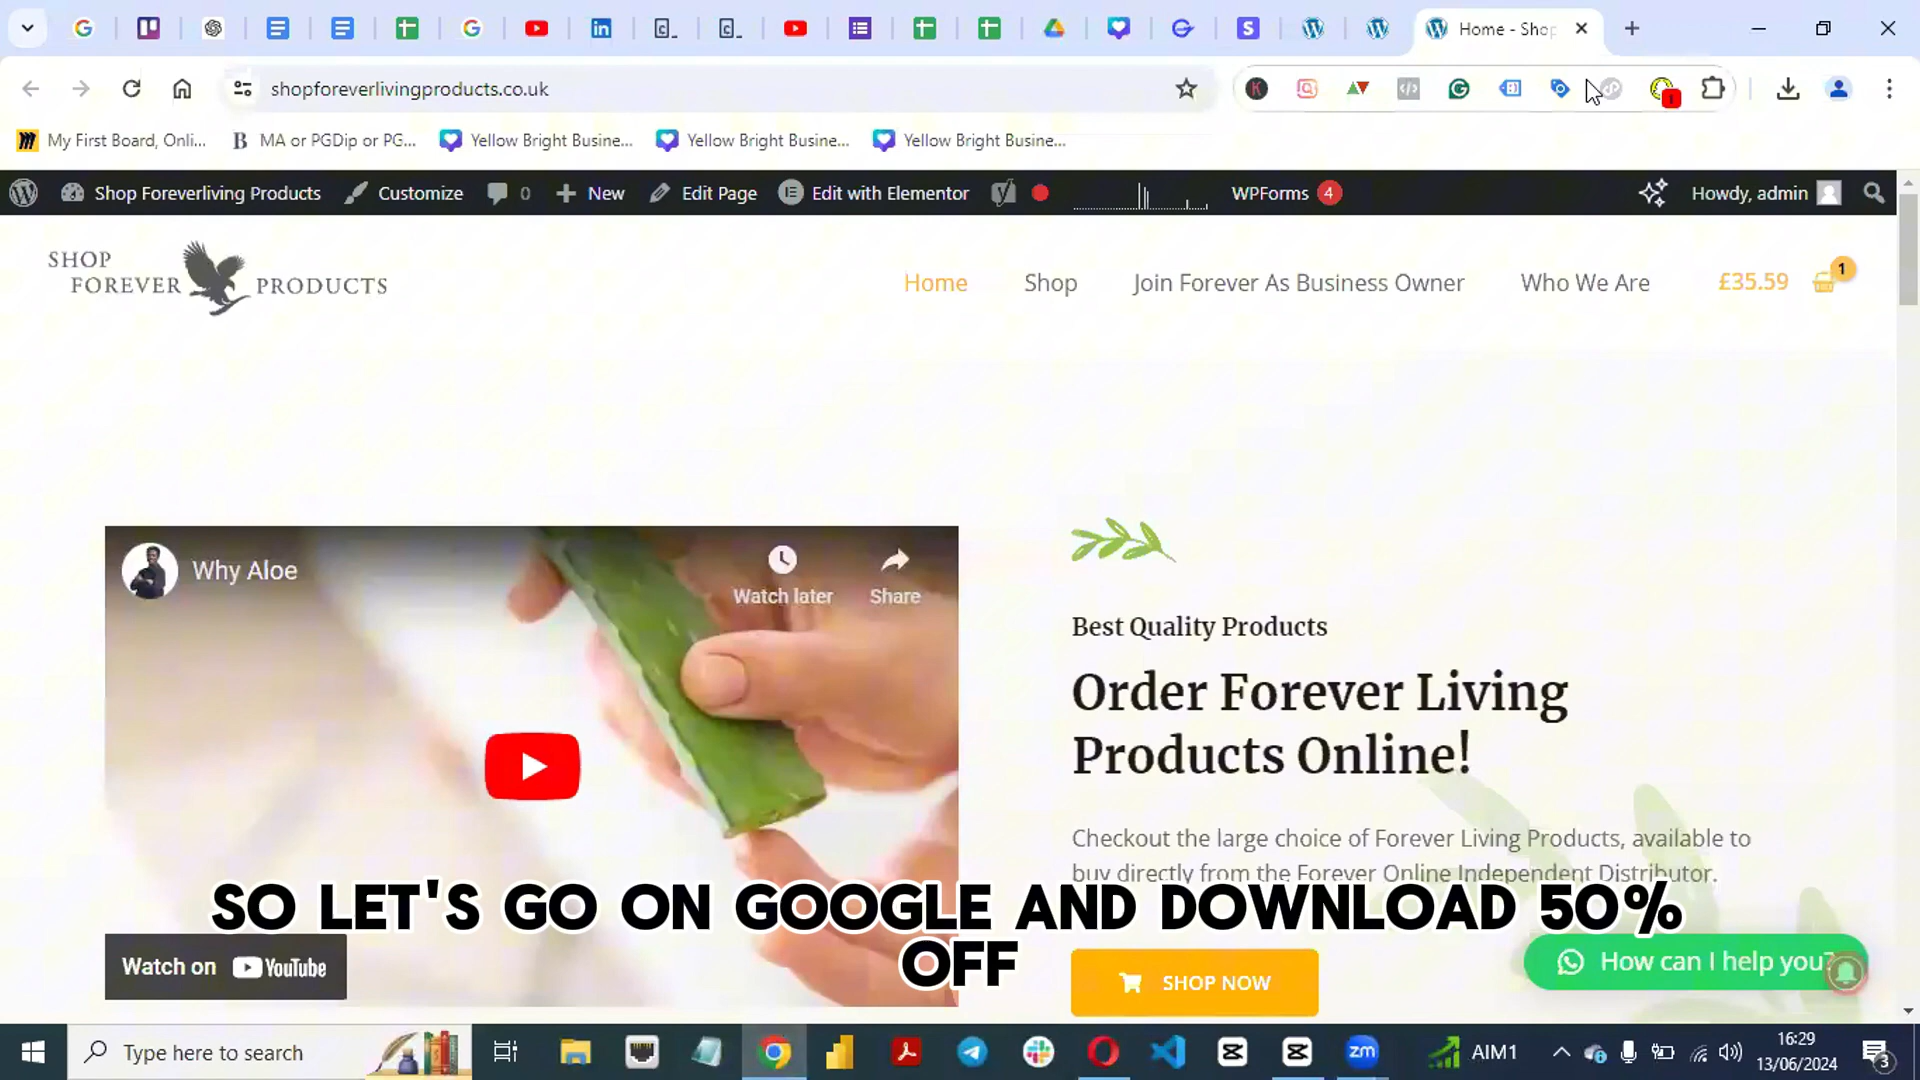 Home - Shop
shopforeverlivingproducts.co.uk
My First Board, Onli...
MA or PGDip or PG...
Yellow Bright Busine...
Yellow Bright Busine...
Yellow Bright Busine...
Shop Foreverliving Products
Customize
0
New
Edit Page
Edit with Elementor
WPForms 4
Howdy, admin
SHOP
FOREVER PRODUCTS
Home
Shop
Join Forever As Business Owner
Who We Are
£35.59
1
Why Aloe
Watch later
Share
Watch on YouTube
Best Quality Products
Order Forever Living
Products Online!
Checkout the large choice of Forever Living Products, available to
buy directly from the Forever Online Independent Distributor.
SO LET'S GO ON GOOGLE AND DOWNLOAD 50%
OFF
SHOP NOW
How can I help you?
Type here to search
zm
AIM1
16:29
13/06/2024
3